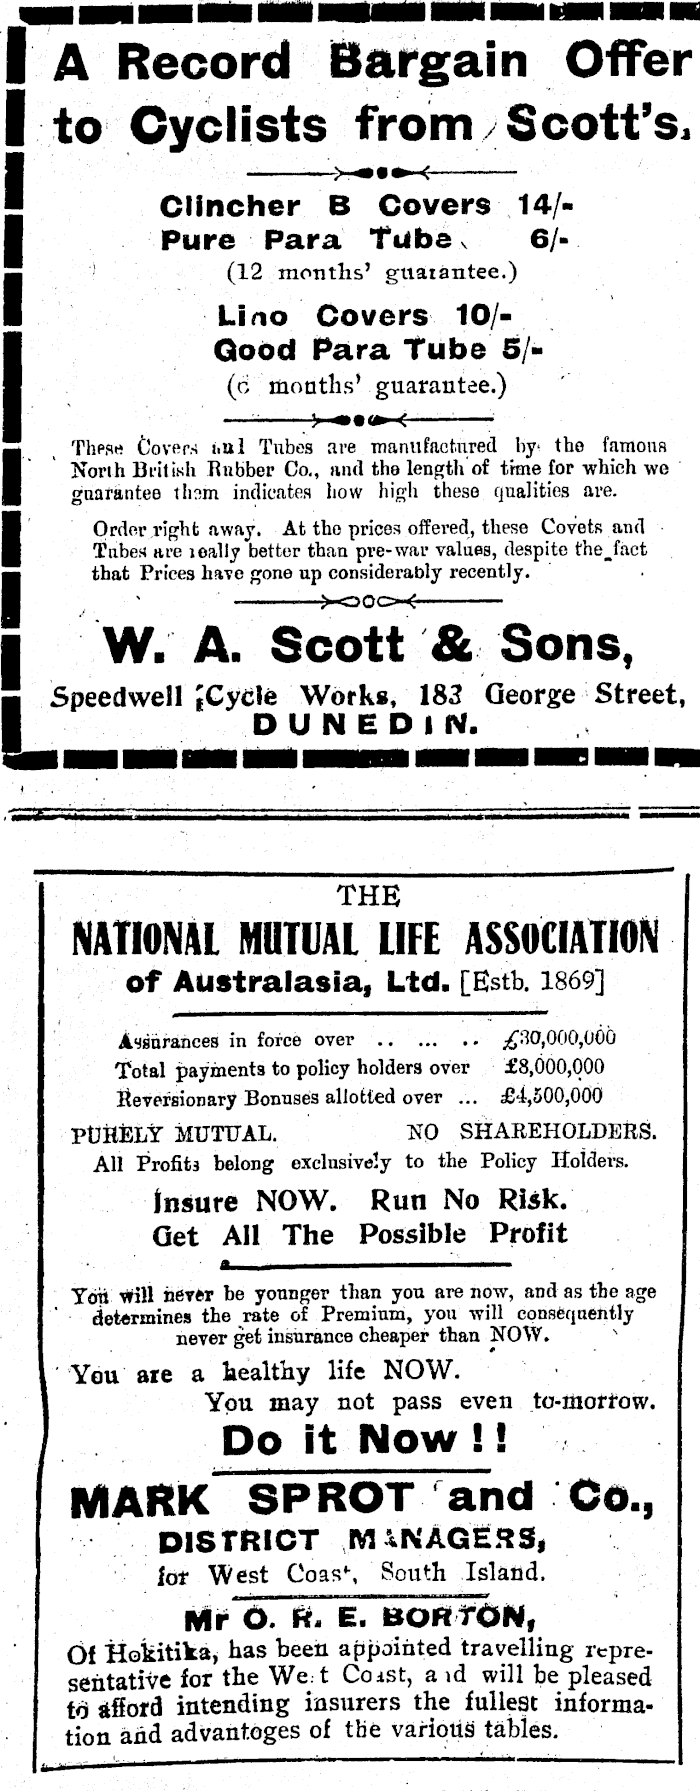 A Record Bargain Offer
to Cyclists from Scott's.
Clincher B Covers 14/-
Pure Para Tube 6/-
(12 months' guarantee.)
Lino Covers 10/-
Good Para Tube 5/-
(6 months' guarantee.)
These Covers and Tubes are manufactured by the famous
North British Rubber Co., and the length of time for which we
guarantee them indicates how high these qualities are.
Order right away. At the prices offered, these Covers and
Tubes are really better than pre-war values, despite the fact
that Prices have gone up considerably recently.
W. A. Scott & Sons,
Speedwell Cycle Works, 183 George Street,
DUNEDIN.
THE
NATIONAL MUTUAL LIFE ASSOCIATION
of Australasia, Ltd. [Estb. 1869]
Assurances in force over .. ... .. £30,000,000
Total payments to policy holders over £8,000,000
Reversionary Bonuses allotted over ... £4,500,000
PURELY MUTUAL. NO SHAREHOLDERS.
All Profits belong exclusively to the Policy Holders.
Insure NOW. Run No Risk.
Get All The Possible Profit
You will never be younger than you are now, and as the age
determines the rate of Premium, you will consequently
never get insurance cheaper than NOW.
You are a healthy life NOW.
You may not pass even to-morrow.
Do it Now!!
MARK SPROT and Co.,
DISTRICT MANAGERS,
for West Coast, South Island.
Mr O. R. E. BORTON,
Of Hokitika, has been appointed travelling repre-
sentative for the West Coast, and will be pleased
to afford intending insurers the fullest informa-
tion and advantoges of the various tables.